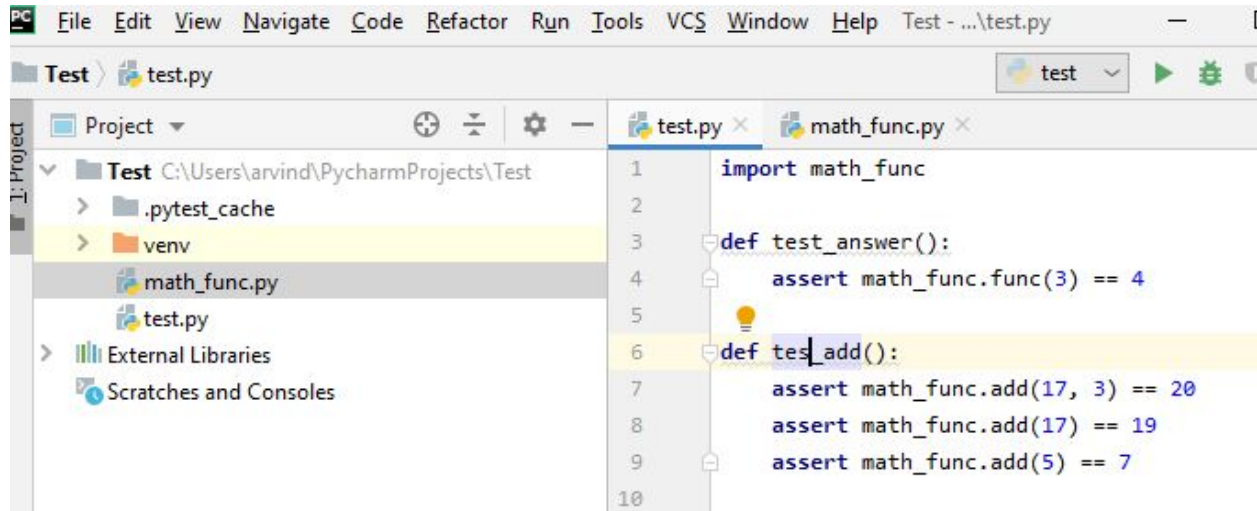 PC File Edit View Navigate Code Refactor Run Tools VCS Window Help Test - ...\test.py
Test test.py test
1: Project
Project
Test C:\Users\arvind\PycharmProjects\Test
.pytest_cache
venv
math_func.py
test.py
External Libraries
Scratches and Consoles
test.py math_func.py
1 import math_func
2
3 def test_answer():
4 assert math_func.func(3) == 4
5
6 def tes_add():
7 assert math_func.add(17, 3) == 20
8 assert math_func.add(17) == 19
9 assert math_func.add(5) == 7
10